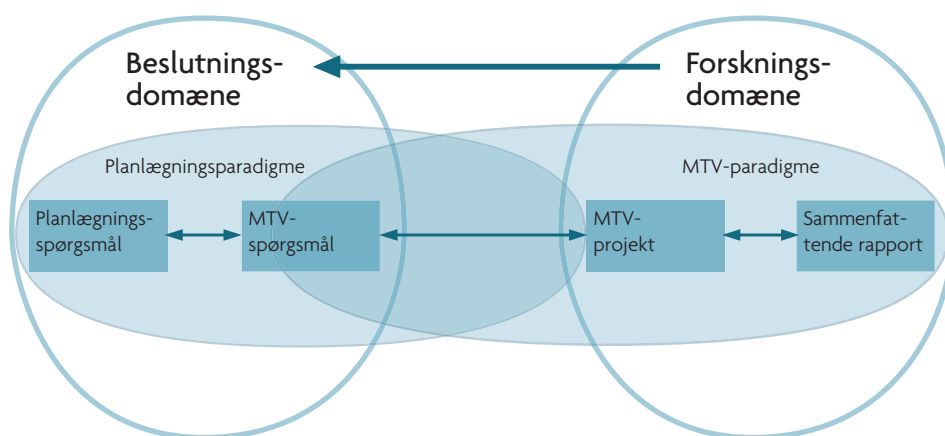 Beslutnings-
domæne
Forsknings-
domæne
Planlægningsparadigme
MTV-paradigme
Planlægnings-
spørgsmål
MTV-
spørgsmål
MTV-
projekt
Sammenfat-
tende rapport